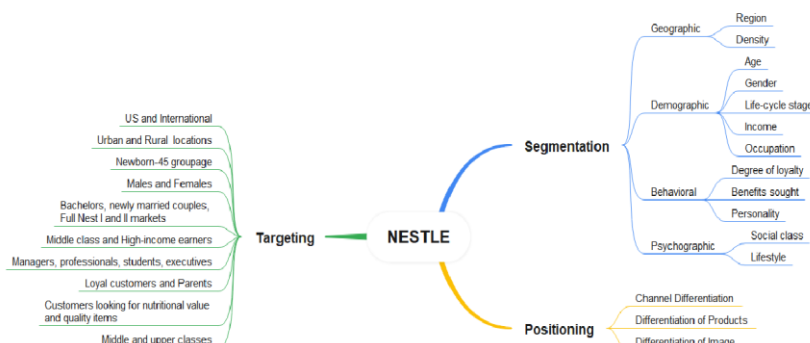 US and International
Urban and Rural locations
Newborn-45 groupage
Males and Females
Bachelors, newly married couples,
Full Nest I and II markets
Middle class and High-income earners
Managers, professionals, students, executives
Loyal customers and Parents
Customers looking for nutritional value
and quality items
Middle and upper classes
Targeting
NESTLE
Segmentation
Geographic
Region
Density
Demographic
Age
Gender
Life-cycle stage
Income
Occupation
Behavioral
Degree of loyalty
Benefits sought
Personality
Psychographic
Social class
Lifestyle
Positioning
Channel Differentiation
Differentiation of Products
Differentiation of Image